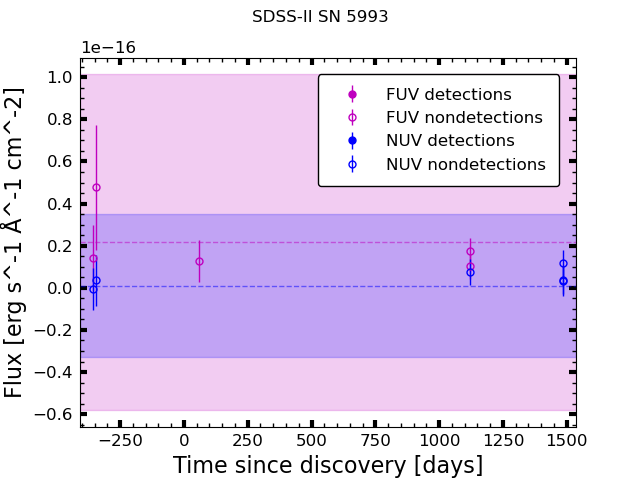 SDSS-II SN 5993
1e−16
FUV detections
FUV nondetections
NUV detections
NUV nondetections
Flux [erg s^-1 Å^-1 cm^-2]
1.0
0.8
0.6
0.4
0.2
0.0
−0.2
−0.4
−0.6
−250 0 250 500 750 1000 1250 1500
Time since discovery [days]